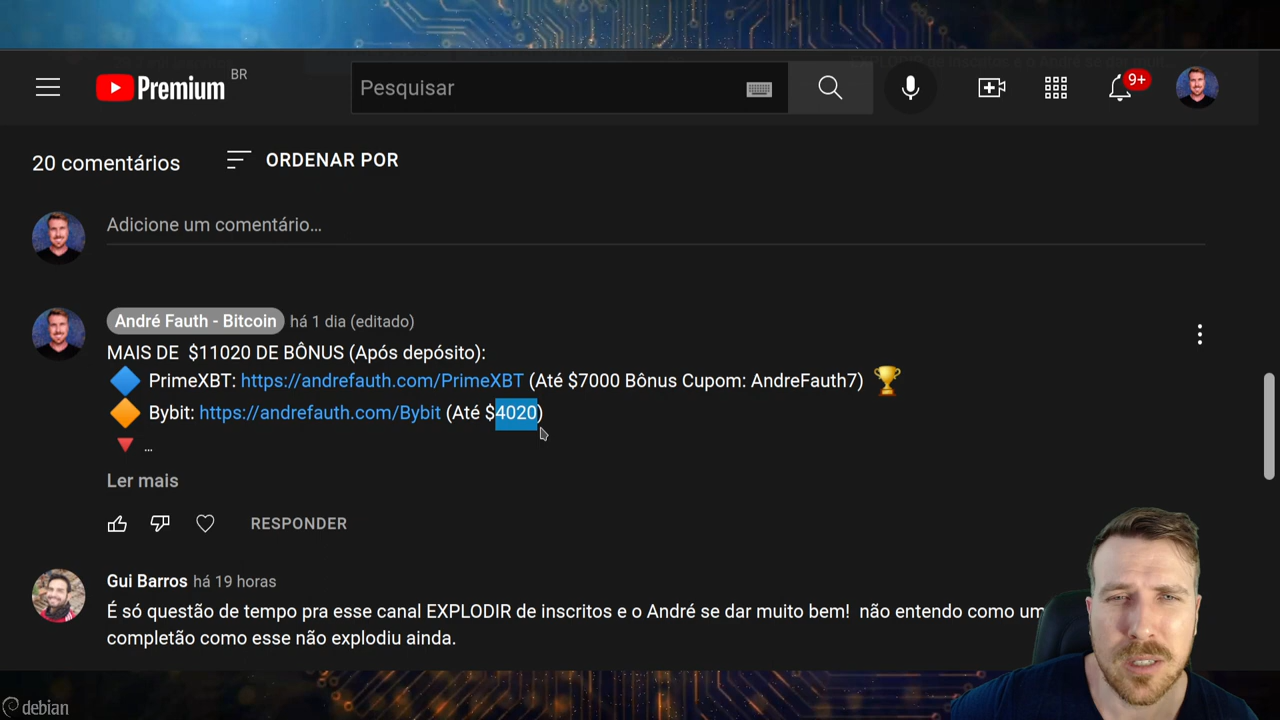 Premium BR
Pesquisar
9+
20 comentários
ORDENAR POR
Adicione um comentário...
André Fauth - Bitcoin há 1 dia (editado)
MAIS DE $11020 DE BÔNUS (Após depósito):
PrimeXBT: https://andrefauth.com/PrimeXBT (Até $7000 Bônus Cupom: AndreFauth7)
Bybit: https://andrefauth.com/Bybit (Até $4020)
...
Ler mais
RESPONDER
Gui Barros há 19 horas
É só questão de tempo pra esse canal EXPLODIR de inscritos e o André se dar muito bem! não entendo como um
completão como esse não explodiu ainda.
debian